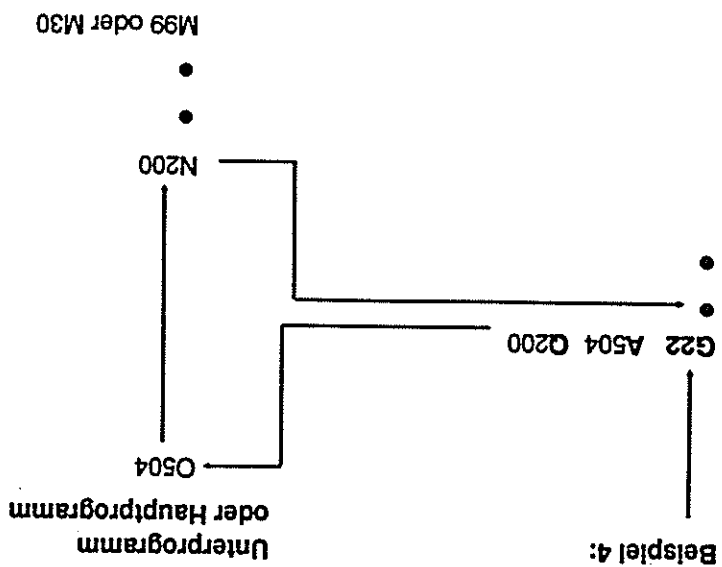 Beispiel 4:
Unterprogramm
oder Hauptprogramm
O504
G22 A504 Q200
N200
M99 oder M30